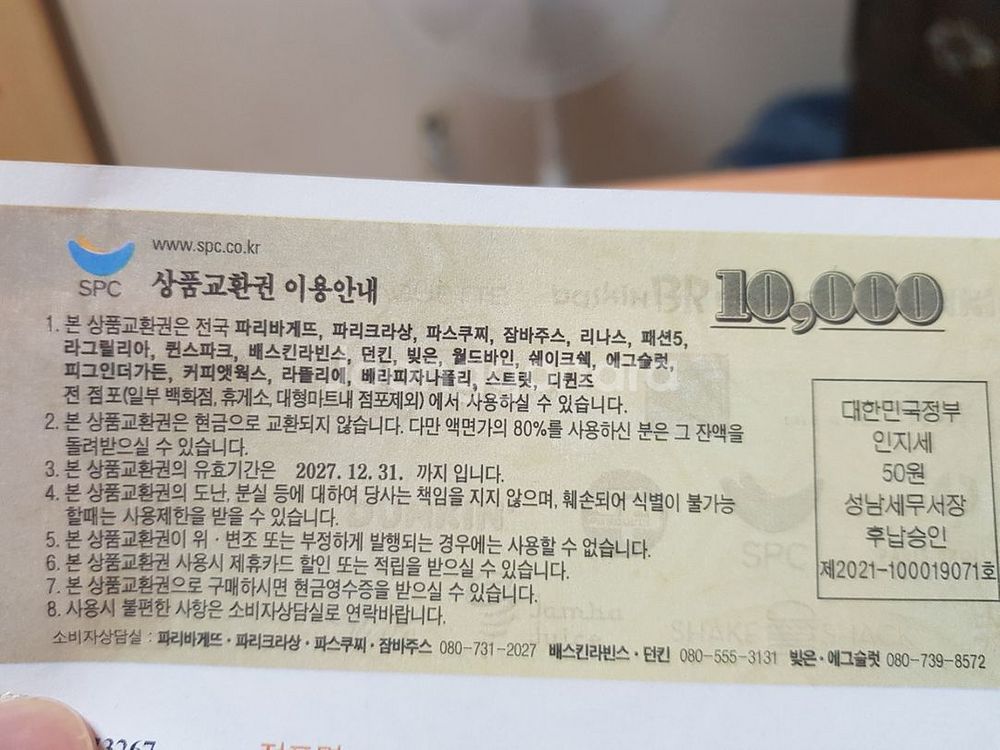 www.spc.co.kr
SPC
상품교환권 이용안내
10,000
1. 본 상품교환권은 전국 파리바게뜨, 파리크라상, 파스쿠찌, 잠바주스, 리나스, 패션5,
라그릴리아, 퀸스파크, 배스킨라빈스, 던킨, 빚은, 월드바인, 쉐이크쉑, 에그슬럿,
피그인더가든, 커피앳웍스, 라뜰리에, 베라피자나폴리, 스트릿, 디퀸즈
전 점포(일부 백화점, 휴게소, 대형마트내 점포제외) 에서 사용하실 수 있습니다.
2. 본 상품교환권은 현금으로 교환되지 않습니다. 다만 액면가의 80%를 사용하신 분은 그 잔액을
돌려받으실 수 있습니다.
3. 본 상품교환권의 유효기간은 2027. 12. 31. 까지 입니다.
4. 본 상품교환권의 도난, 분실 등에 대하여 당사는 책임을 지지 않으며, 훼손되어 식별이 불가능
할때는 사용제한을 받을 수 있습니다.
5. 본 상품교환권이 위 · 변조 또는 부정하게 발행되는 경우에는 사용할 수 없습니다.
6. 본 상품교환권 사용시 제휴카드 할인 또는 적립을 받으실 수 있습니다.
7. 본 상품교환권으로 구매하시면 현금영수증을 받으실 수 있습니다.
8. 사용시 불편한 사항은 소비자상담실로 연락바랍니다.
소비자상담실 : 파리바게뜨 · 파리크라상 · 파스쿠찌 · 잠바주스 080-731-2027 배스킨라빈스 · 던킨 080-555-3131 빚은 · 에그슬럿 080-739-8572
대한민국정부
인지세
50원
성남세무서장
후납승인
제2021-100019071호
3267